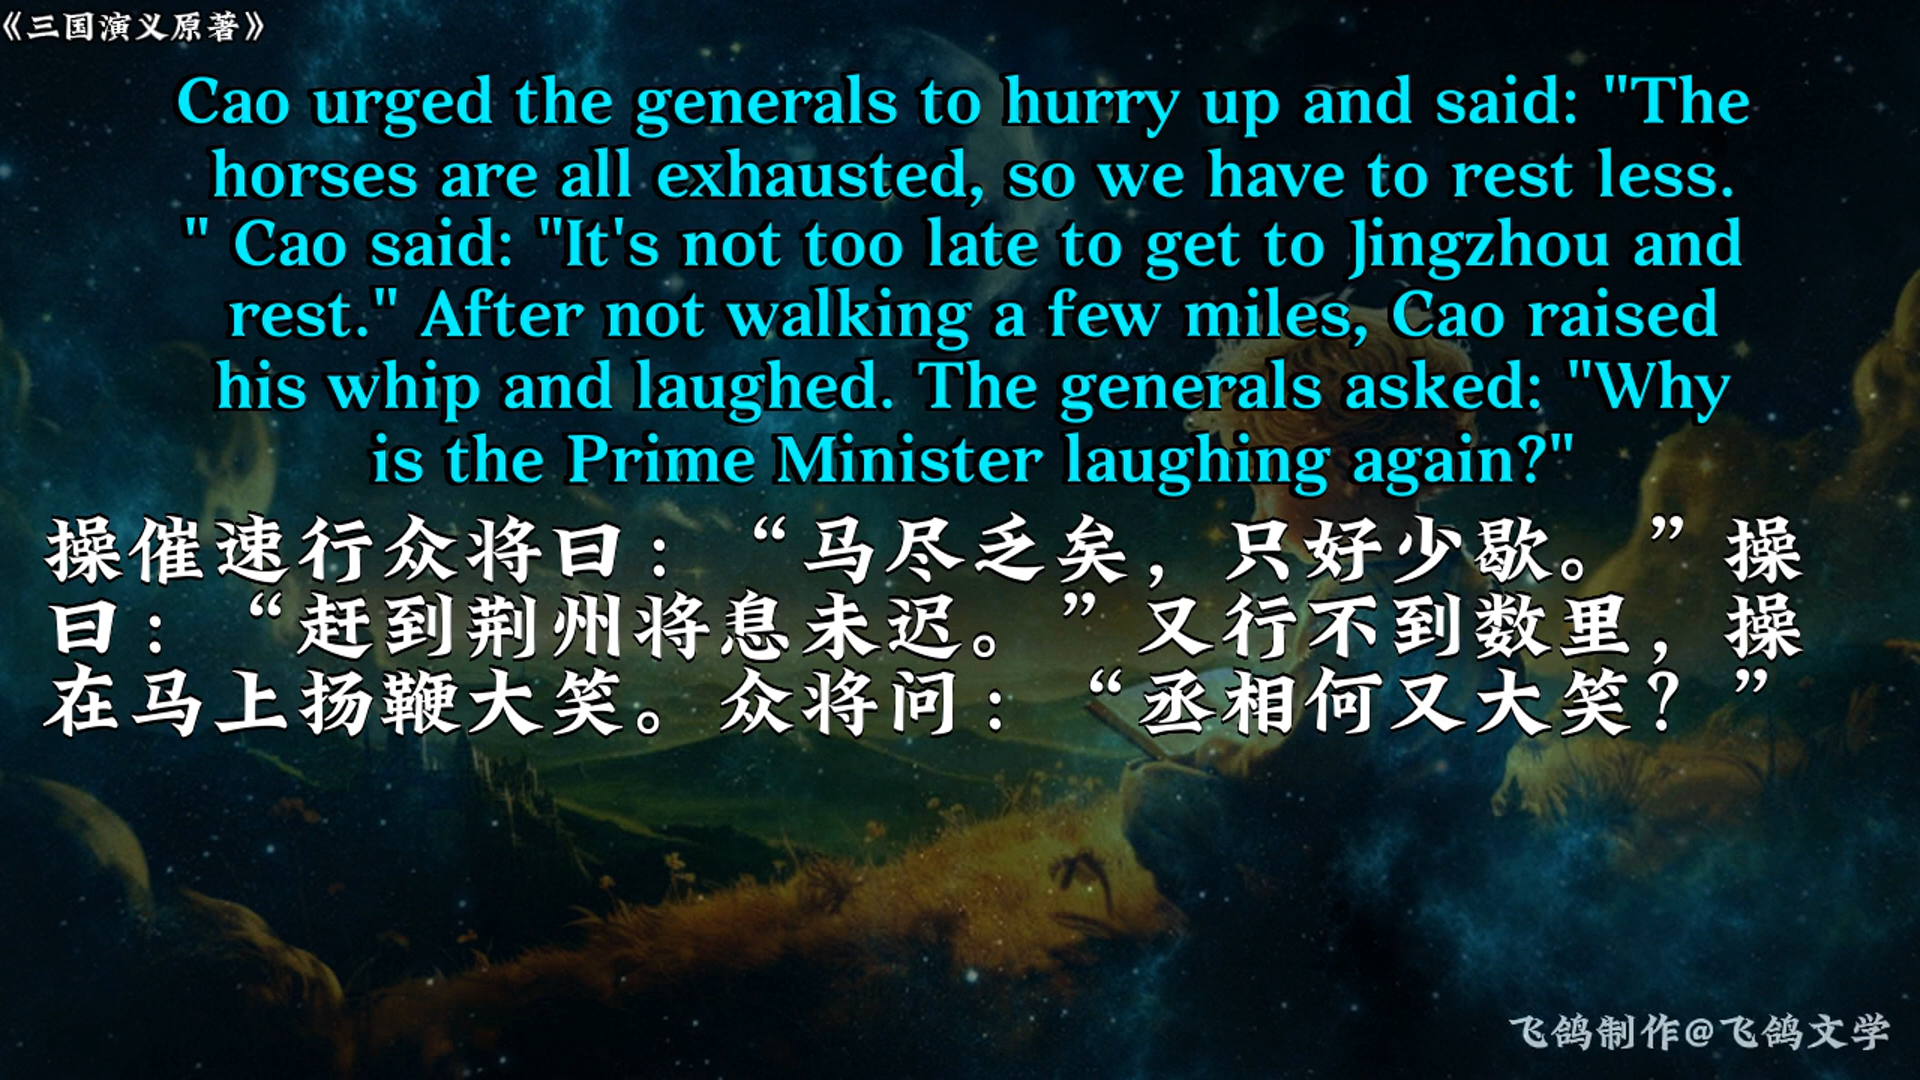 《三国演义原著》
Cao urged the generals to hurry up and said: "The
horses are all exhausted, so we have to rest less.
" Cao said: "It's not too late to get to Jingzhou and
rest." After not walking a few miles, Cao raised
his whip and laughed. The generals asked: "Why
is the Prime Minister laughing again?"
操催速行众将曰：“马尽乏矣，只好少歇。”操
曰：“赶到荆州将息未迟。”又行不到数里，操
在马上扬鞭大笑。众将问：“丞相何又大笑？”
飞鸽制作@飞鸽文学